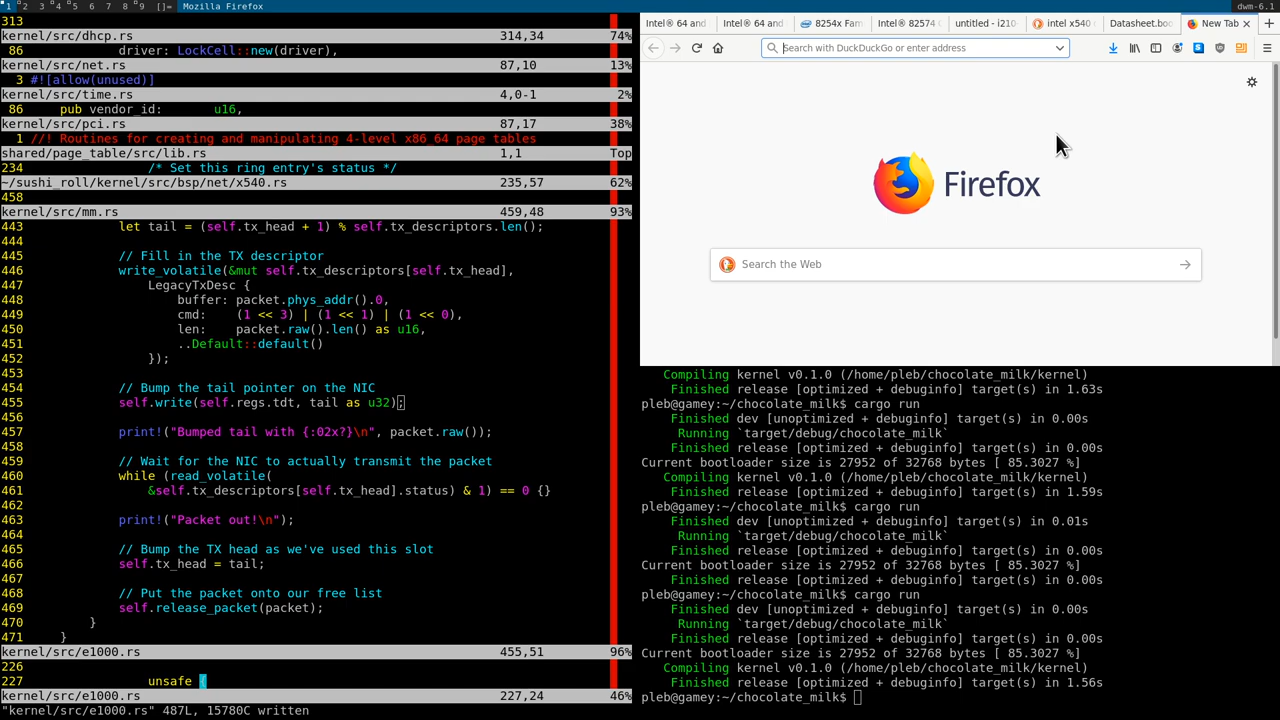 1 2 3 4 5 6 7 8 9 []= Mozilla Firefox dwm-6.1
313
kernel/src/dhcp.rs 314,34 74%
86 driver: LockCell::new(driver),
kernel/src/net.rs 87,10 13%
3 #![allow(unused)]
kernel/src/time.rs 4,0-1 2%
86 pub vendor_id: u16,
kernel/src/pci.rs 87,17 38%
1 //! Routines for creating and manipulating 4-level x86_64 page tables
shared/page_table/src/lib.rs 1,1 Top
234 /* Set this ring entry's status */
~/sushi_roll/kernel/src/bsp/net/x540.rs 235,57 62%
458
kernel/src/mm.rs 459,48 93%
443 let tail = (self.tx_head + 1) % self.tx_descriptors.len();
444
445 // Fill in the TX descriptor
446 write_volatile(&mut self.tx_descriptors[self.tx_head],
447 LegacyTxDesc {
448 buffer: packet.phys_addr().0,
449 cmd: (1 << 3) | (1 << 1) | (1 << 0),
450 len: packet.raw().len() as u16,
451 ..Default::default()
452 });
453
454 // Bump the tail pointer on the NIC
455 self.write(self.regs.tdt, tail as u32);
456
457 print!("Bumped tail with {:02x?}\n", packet.raw());
458
459 // Wait for the NIC to actually transmit the packet
460 while (read_volatile(
461 &self.tx_descriptors[self.tx_head].status) & 1) == 0 {}
462
463 print!("Packet out!\n");
464
465 // Bump the TX head as we've used this slot
466 self.tx_head = tail;
467
468 // Put the packet onto our free list
469 self.release_packet(packet);
470 }
471 }
kernel/src/e1000.rs 455,51 96%
226
227 unsafe {
kernel/src/e1000.rs 227,24 46%
"kernel/src/e1000.rs" 487L, 15780C written
Intel® 64 and Intel® 64 and 8254x Fam Intel® 82574 untitled - i210 intel x540 Datasheet.book New Tab
Search with DuckDuckGo or enter address
Firefox
Search the Web
Compiling kernel v0.1.0 (/home/pleb/chocolate_milk/kernel)
Finished release [optimized + debuginfo] target(s) in 1.63s
pleb@gamey:~/chocolate_milk$ cargo run
Finished dev [unoptimized + debuginfo] target(s) in 0.00s
Running `target/debug/chocolate_milk`
Finished release [optimized + debuginfo] target(s) in 0.00s
Current bootloader size is 27952 of 32768 bytes [ 85.3027 %]
Compiling kernel v0.1.0 (/home/pleb/chocolate_milk/kernel)
Finished release [optimized + debuginfo] target(s) in 1.59s
pleb@gamey:~/chocolate_milk$ cargo run
Finished dev [unoptimized + debuginfo] target(s) in 0.01s
Running `target/debug/chocolate_milk`
Finished release [optimized + debuginfo] target(s) in 0.00s
Current bootloader size is 27952 of 32768 bytes [ 85.3027 %]
Finished release [optimized + debuginfo] target(s) in 0.00s
pleb@gamey:~/chocolate_milk$ cargo run
Finished dev [unoptimized + debuginfo] target(s) in 0.00s
Running `target/debug/chocolate_milk`
Finished release [optimized + debuginfo] target(s) in 0.00s
Current bootloader size is 27952 of 32768 bytes [ 85.3027 %]
Compiling kernel v0.1.0 (/home/pleb/chocolate_milk/kernel)
Finished release [optimized + debuginfo] target(s) in 1.56s
pleb@gamey:~/chocolate_milk$